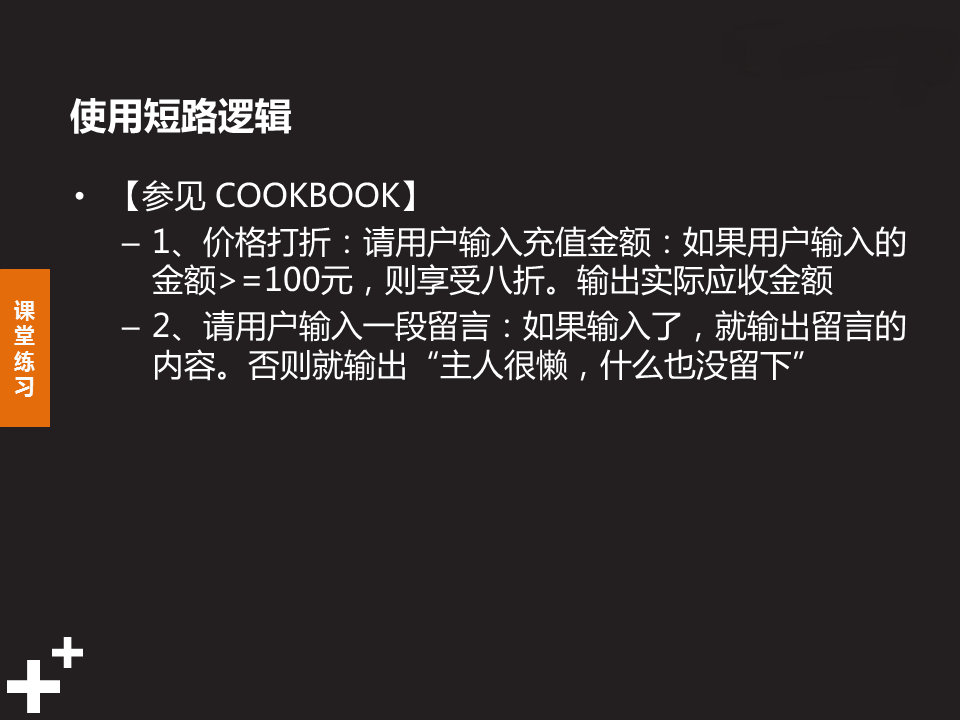 使用短路逻辑
• 【参见 COOKBOOK】
– 1、价格打折：请用户输入充值金额：如果用户输入的
金额>=100元，则享受八折。输出实际应收金额
– 2、请用户输入一段留言：如果输入了，就输出留言的
内容。否则就输出“主人很懒，什么也没留下”
课
堂
练
习